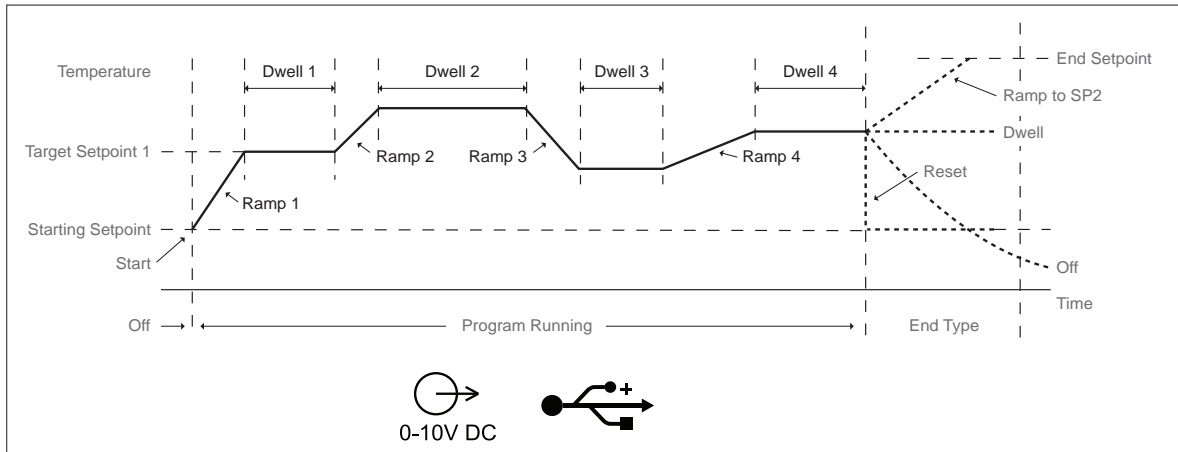 Temperature
Dwell 1
Dwell 2
Dwell 3
Dwell 4
End Setpoint
Ramp to SP2
Target Setpoint 1
Ramp 2
Ramp 3
Ramp 4
Dwell
Reset
Ramp 1
Starting Setpoint
Start
Off
Time
Off
Program Running
End Type
+
0-10V DC